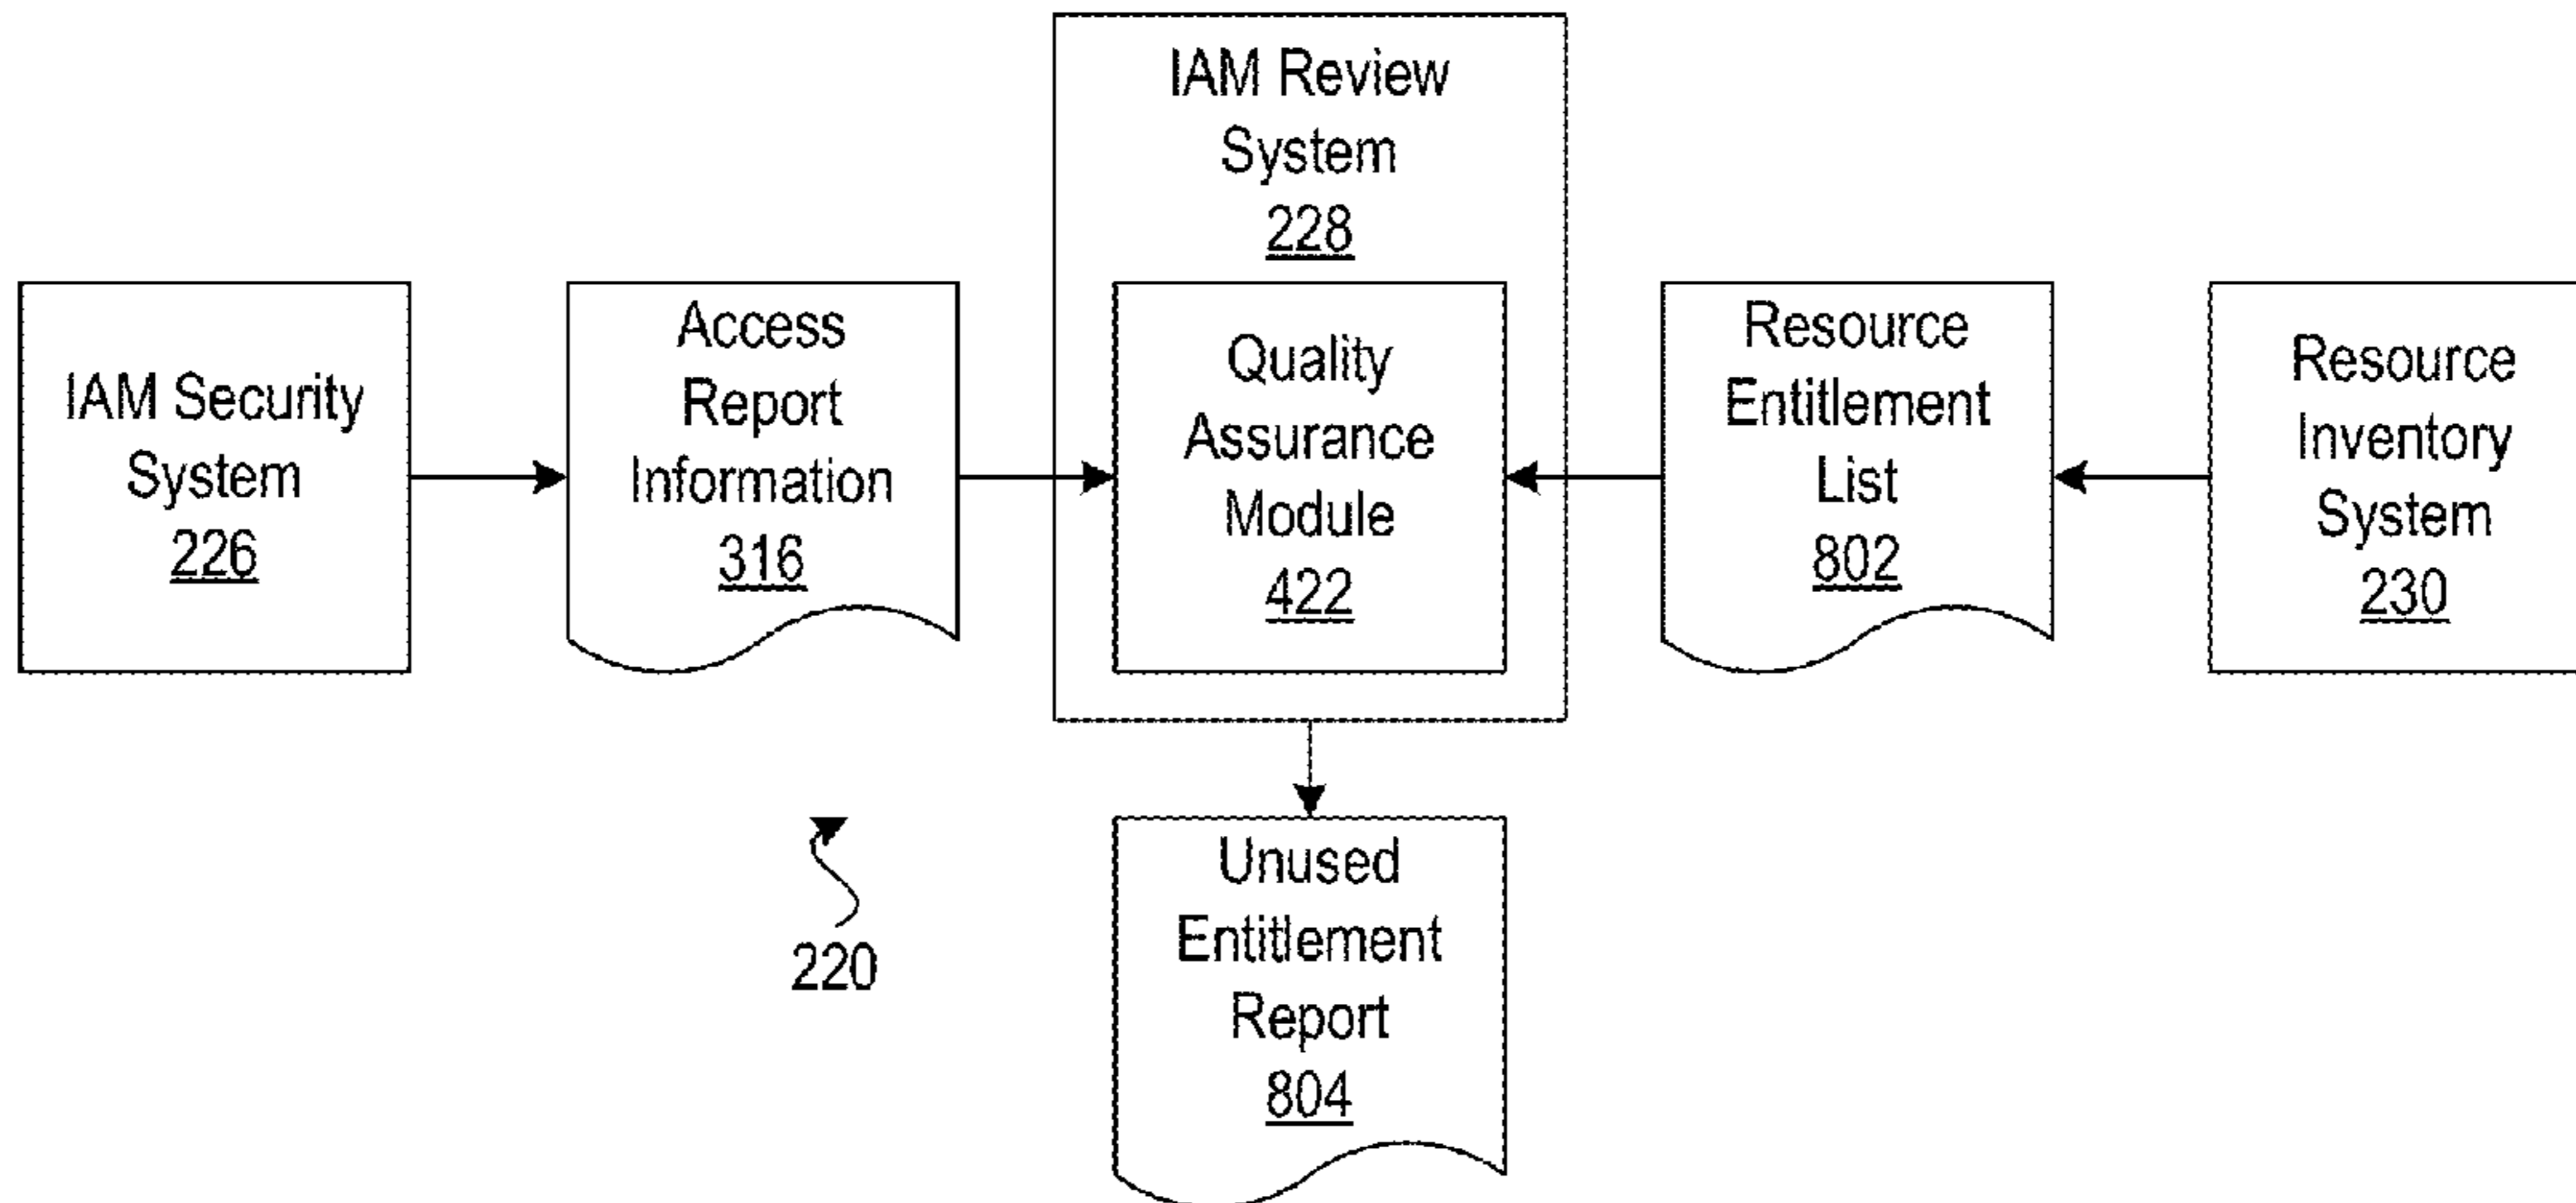 IAM Review
System
228
IAM Security
System
226
Access
Report
Information
316
Quality
Assurance
Module
422
Resource
Entitlement
List
802
Resource
Inventory
System
230
220
Unused
Entitlement
Report
804